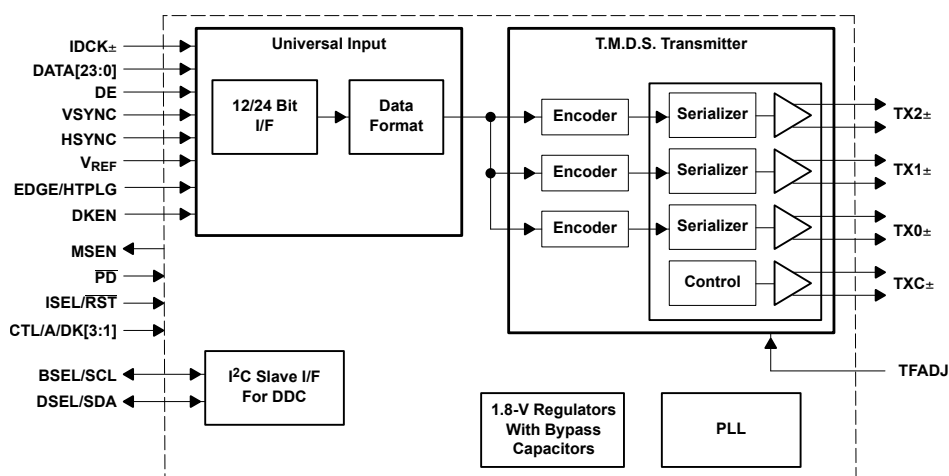 Universal Input
T.M.D.S. Transmitter
IDCK±
DATA[23:0]
DE
VSYNC
HSYNC
VREF
EDGE/HTPLG
DKEN
MSEN
PD
ISEL/RST
CTL/A/DK[3:1]
BSEL/SCL
DSEL/SDA
12/24 Bit
I/F
Data
Format
Encoder
Serializer
Encoder
Serializer
Encoder
Serializer
Control
TX2±
TX1±
TX0±
TXC±
TFADJ
I2C Slave I/F
For DDC
1.8-V Regulators
With Bypass
Capacitors
PLL